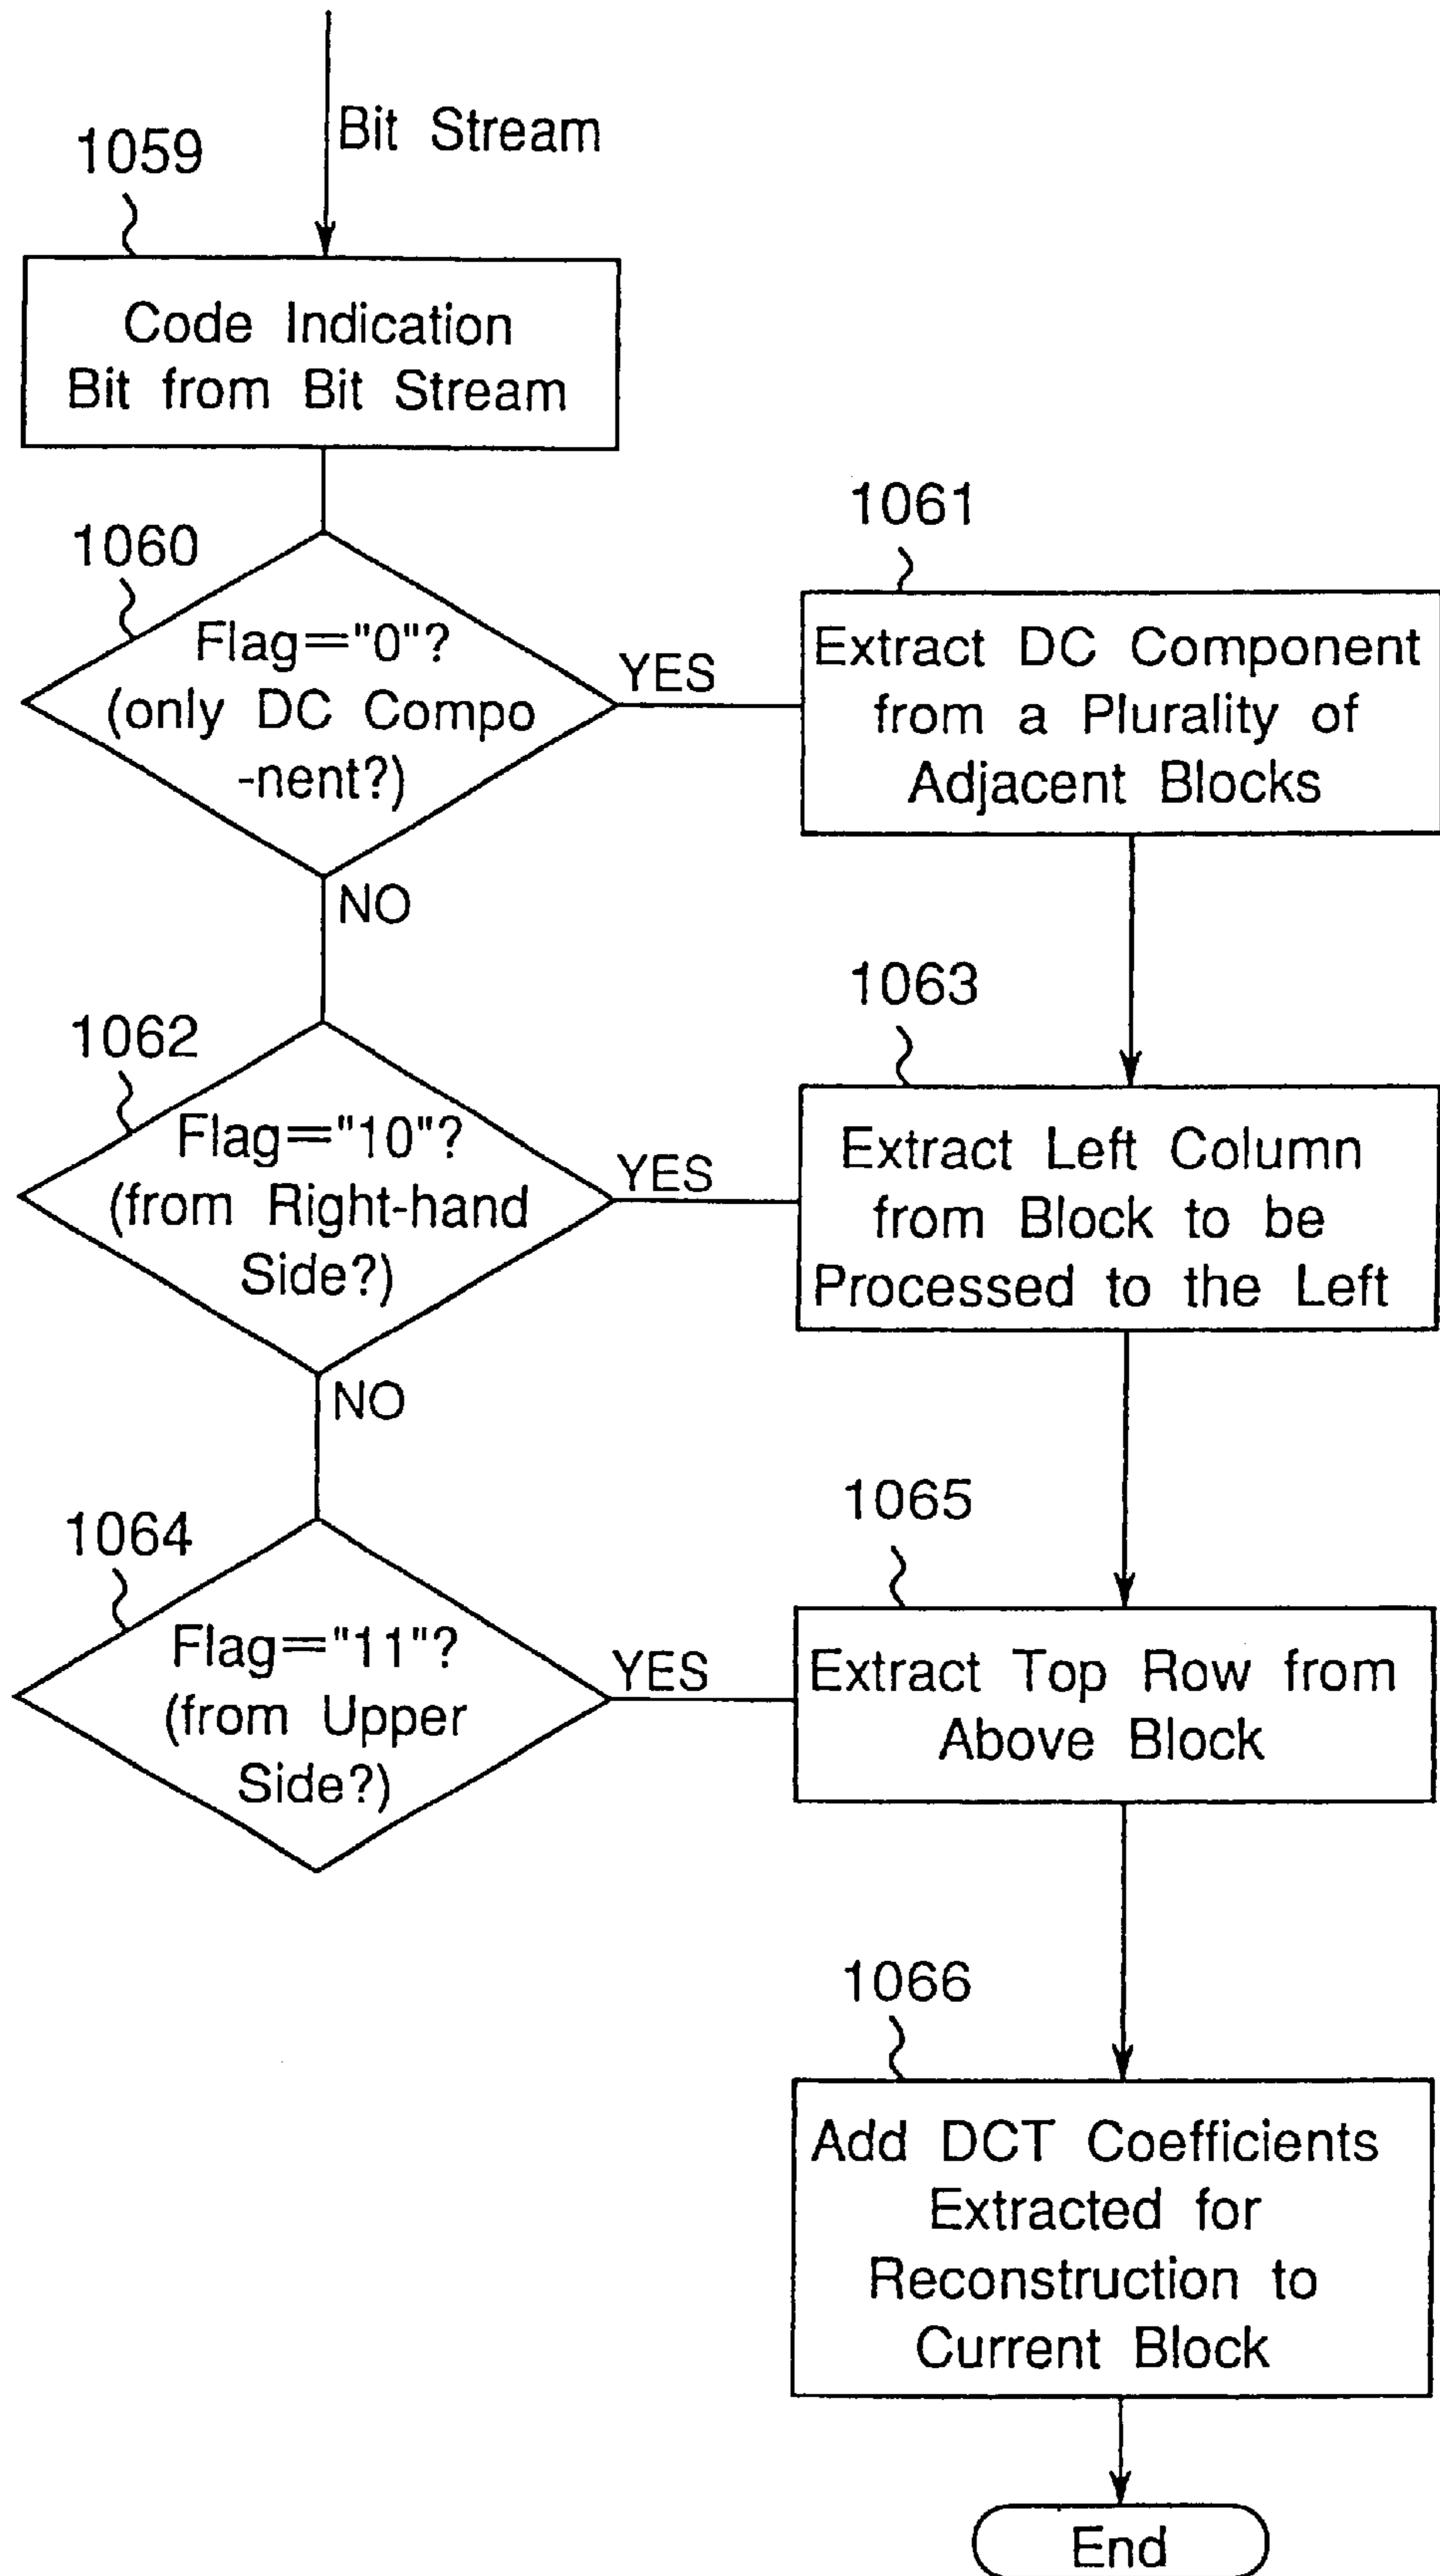 Bit Stream
1059
Code Indication
Bit from Bit Stream
1060
Flag="0"?
(only DC Compo
-nent?)
YES
NO
1061
Extract DC Component
from a Plurality of
Adjacent Blocks
1062
Flag="10"?
(from Right-hand
Side?)
YES
NO
1063
Extract Left Column
from Block to be
Processed to the Left
1064
Flag="11"?
(from Upper
Side?)
YES
1065
Extract Top Row from
Above Block
1066
Add DCT Coefficients
Extracted for
Reconstruction to
Current Block
End